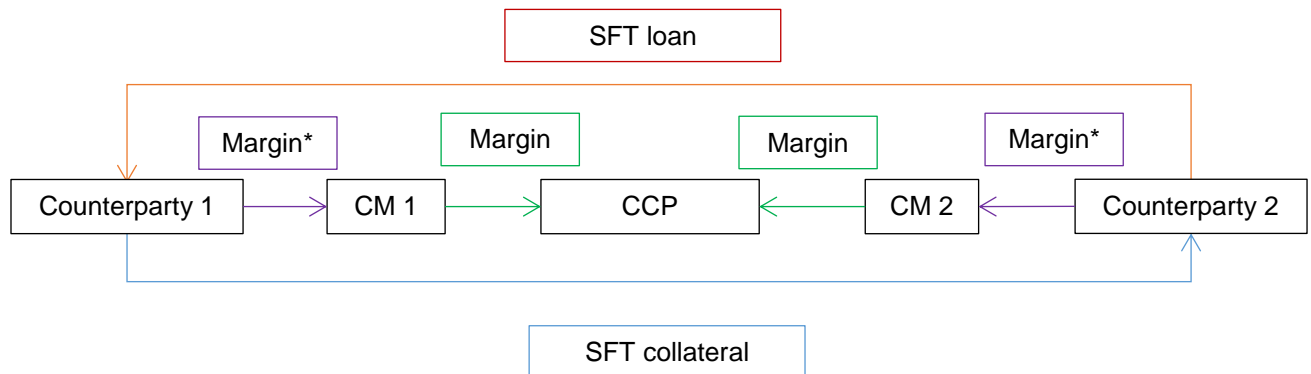 SFT loan
Margin*
Margin
Margin
Margin*
Counterparty 1
CM 1
CCP
CM 2
Counterparty 2
SFT collateral